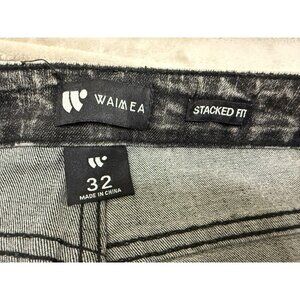 WAIMEA
STACKED FIT
32
MADE IN CHINA